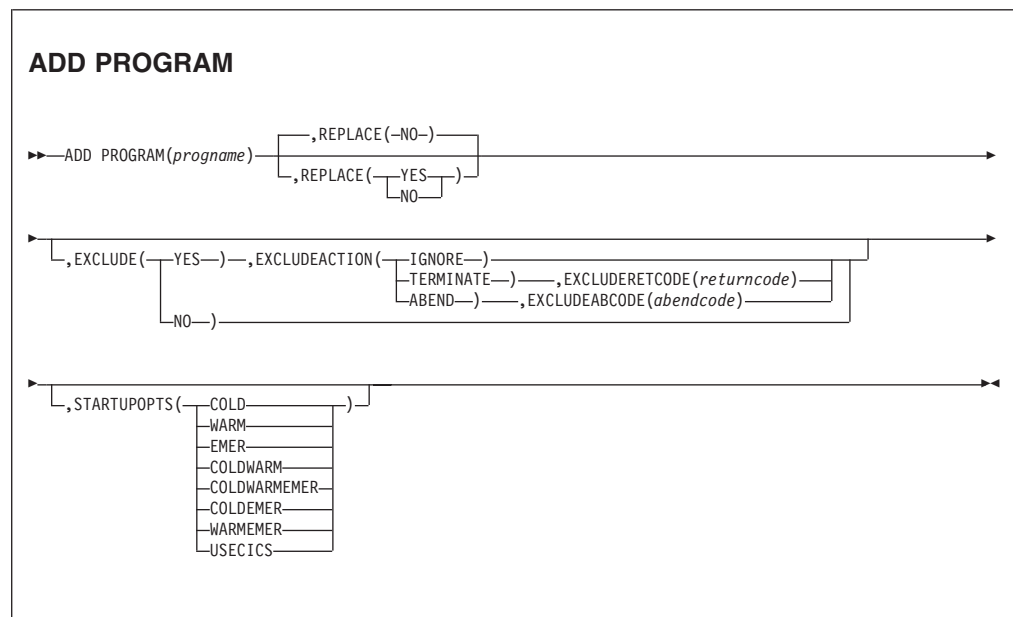 ADD PROGRAM
,REPLACE(NO)
ADD PROGRAM(progname)
,REPLACE( YES )
NO
,EXCLUDE( YES ) ,EXCLUDEACTION( IGNORE )
TERMINATE ) ,EXCLUDERETCODE(returncode)
ABEND ) ,EXCLUDEABCODE(abendcode)
NO )
,STARTUPOPTS( COLD )
WARM
EMER
COLDWARM
COLDWARMEMER
COLDEMER
WARMEMER
USECICS